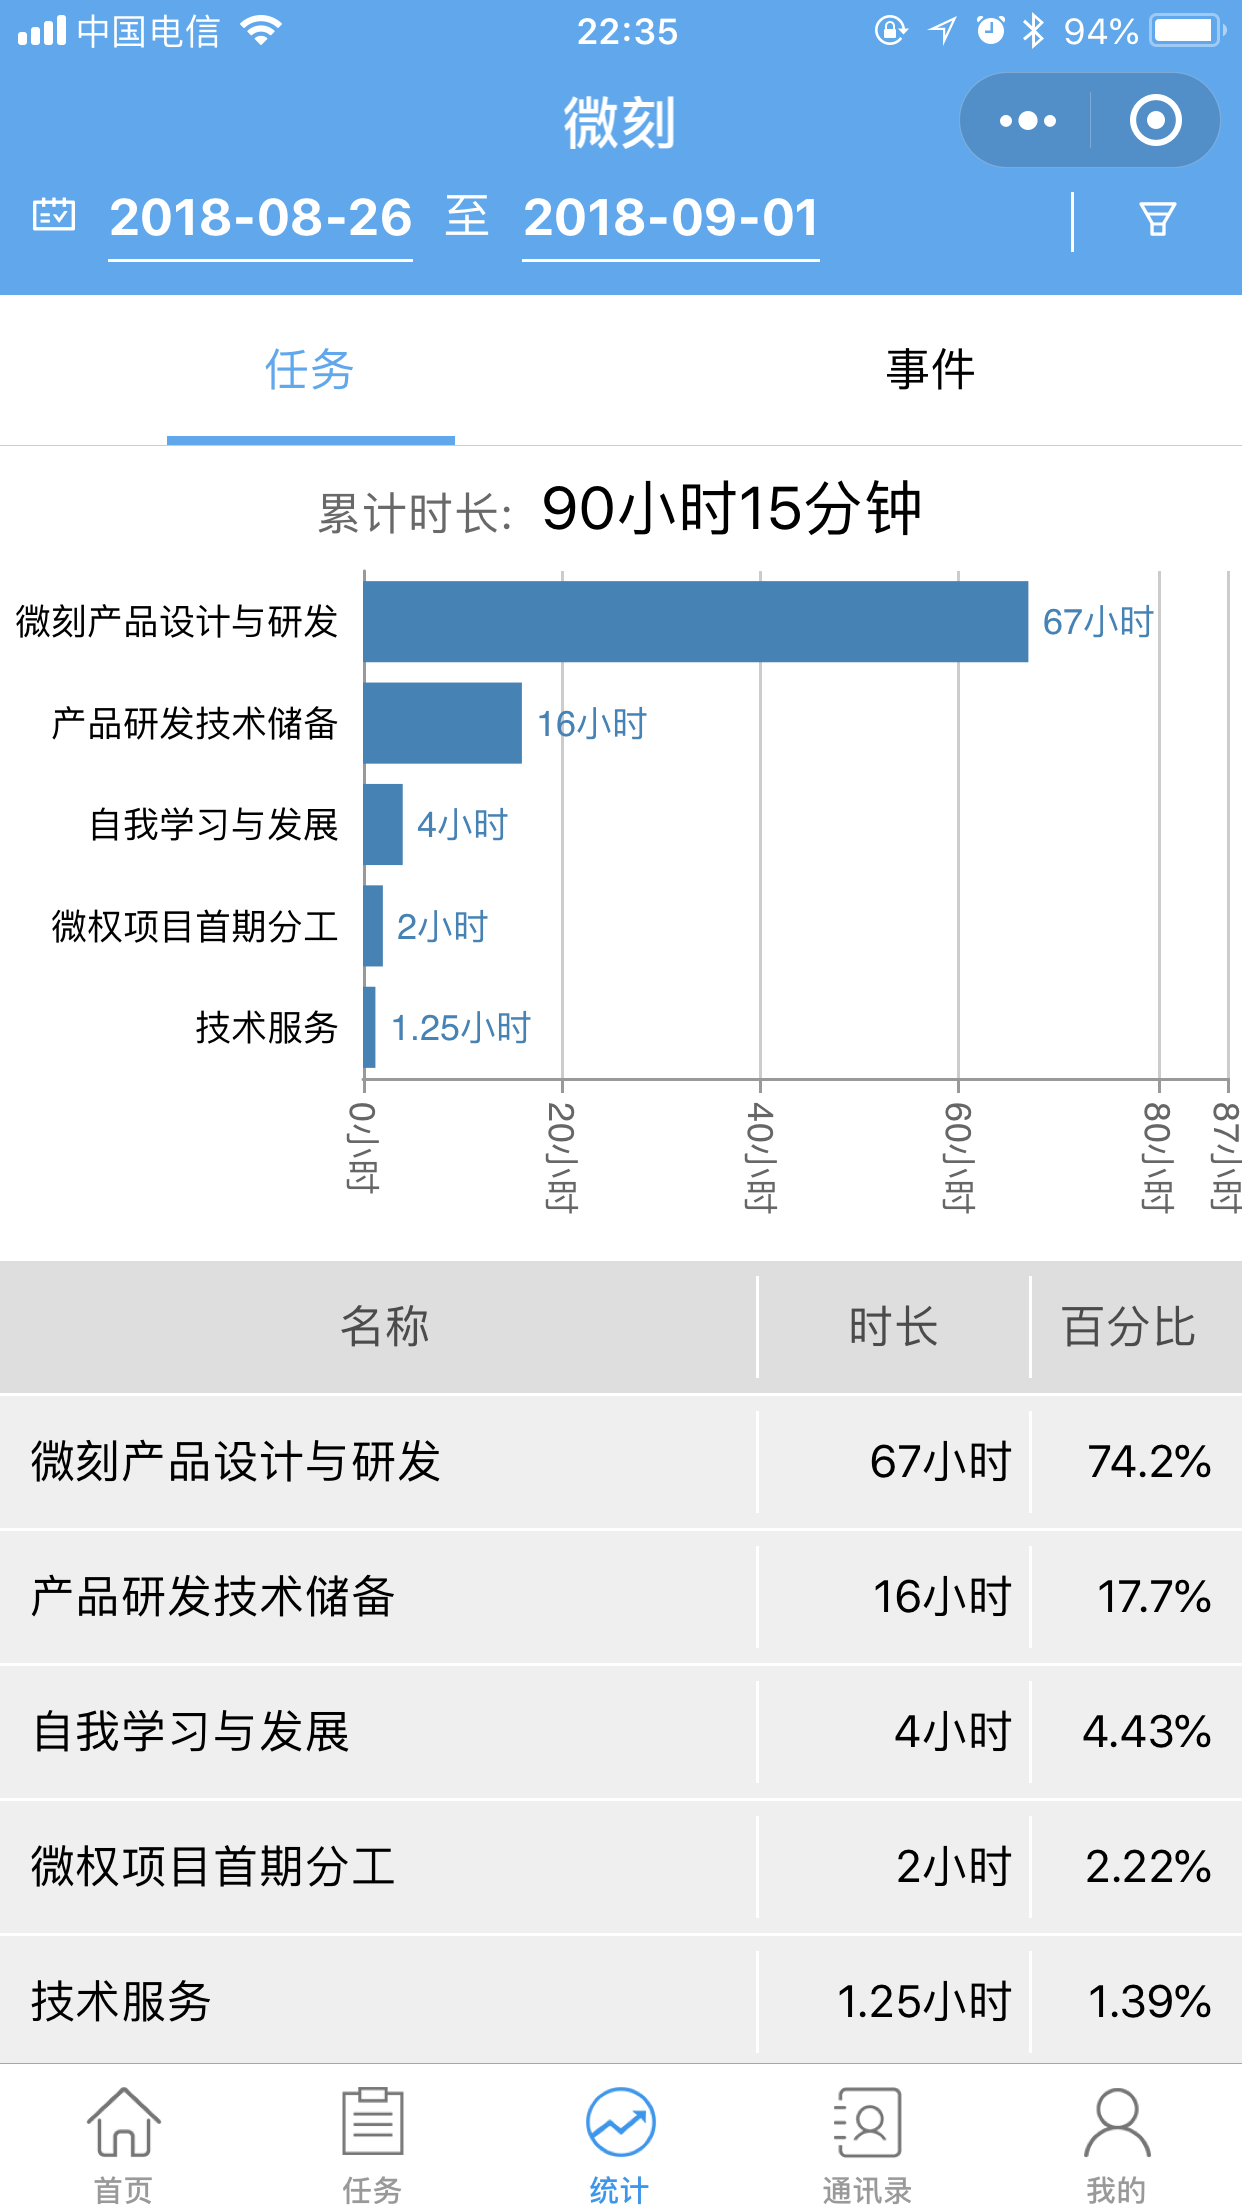 中国电信 22:35 94%
微刻
2018-08-26 至 2018-09-01
任务 事件
累计时长: 90小时15分钟
微刻产品设计与研发 67小时
产品研发技术储备 16小时
自我学习与发展 4小时
微权项目首期分工 2小时
技术服务 1.25小时
0小时 20小时 40小时 60小时 80小时 87小时
名称 时长 百分比
微刻产品设计与研发 67小时 74.2%
产品研发技术储备 16小时 17.7%
自我学习与发展 4小时 4.43%
微权项目首期分工 2小时 2.22%
技术服务 1.25小时 1.39%
首页 任务 统计 通讯录 我的